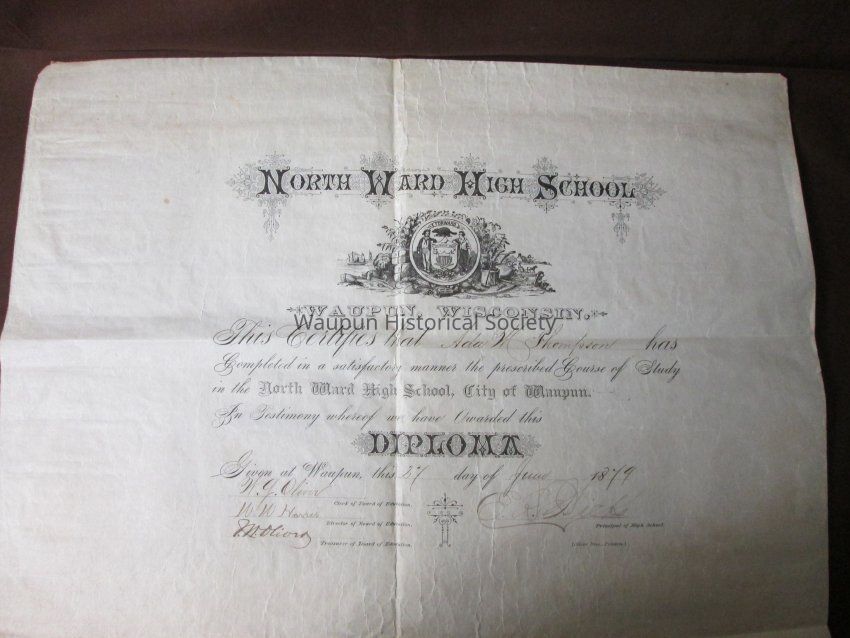 NORTH WARD HIGH SCHOOL
FORWARD
WAUPUN, WISCONSIN,
Waupun Historical Society
This Certifies that Ada M Thompson has
Completed in a satisfactory manner the prescribed Course of Study
in the North Ward High School, City of Waupun.
In Testimony whereof we have Awarded this
DIPLOMA
Given at Waupun, this 27 day of June 1879
W. G. Oliver
Clerk of Board of Education.
Director of Board of Education.
Principal of High School.
Treasurer of Board of Education.